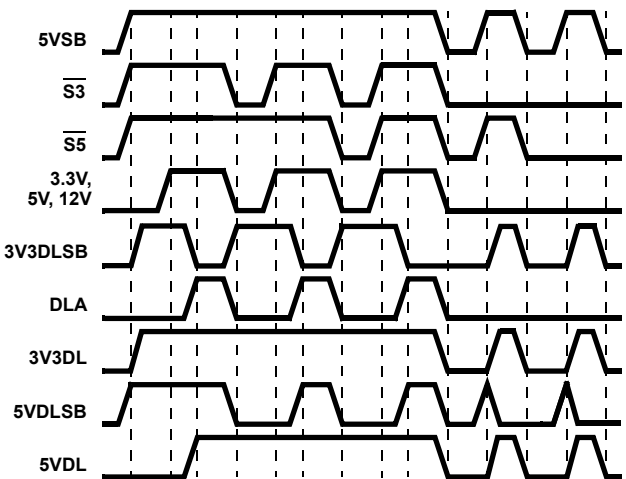 5VSB
S3
S5
3.3V,
5V, 12V
3V3DLSB
DLA
3V3DL
5VDLSB
5VDL